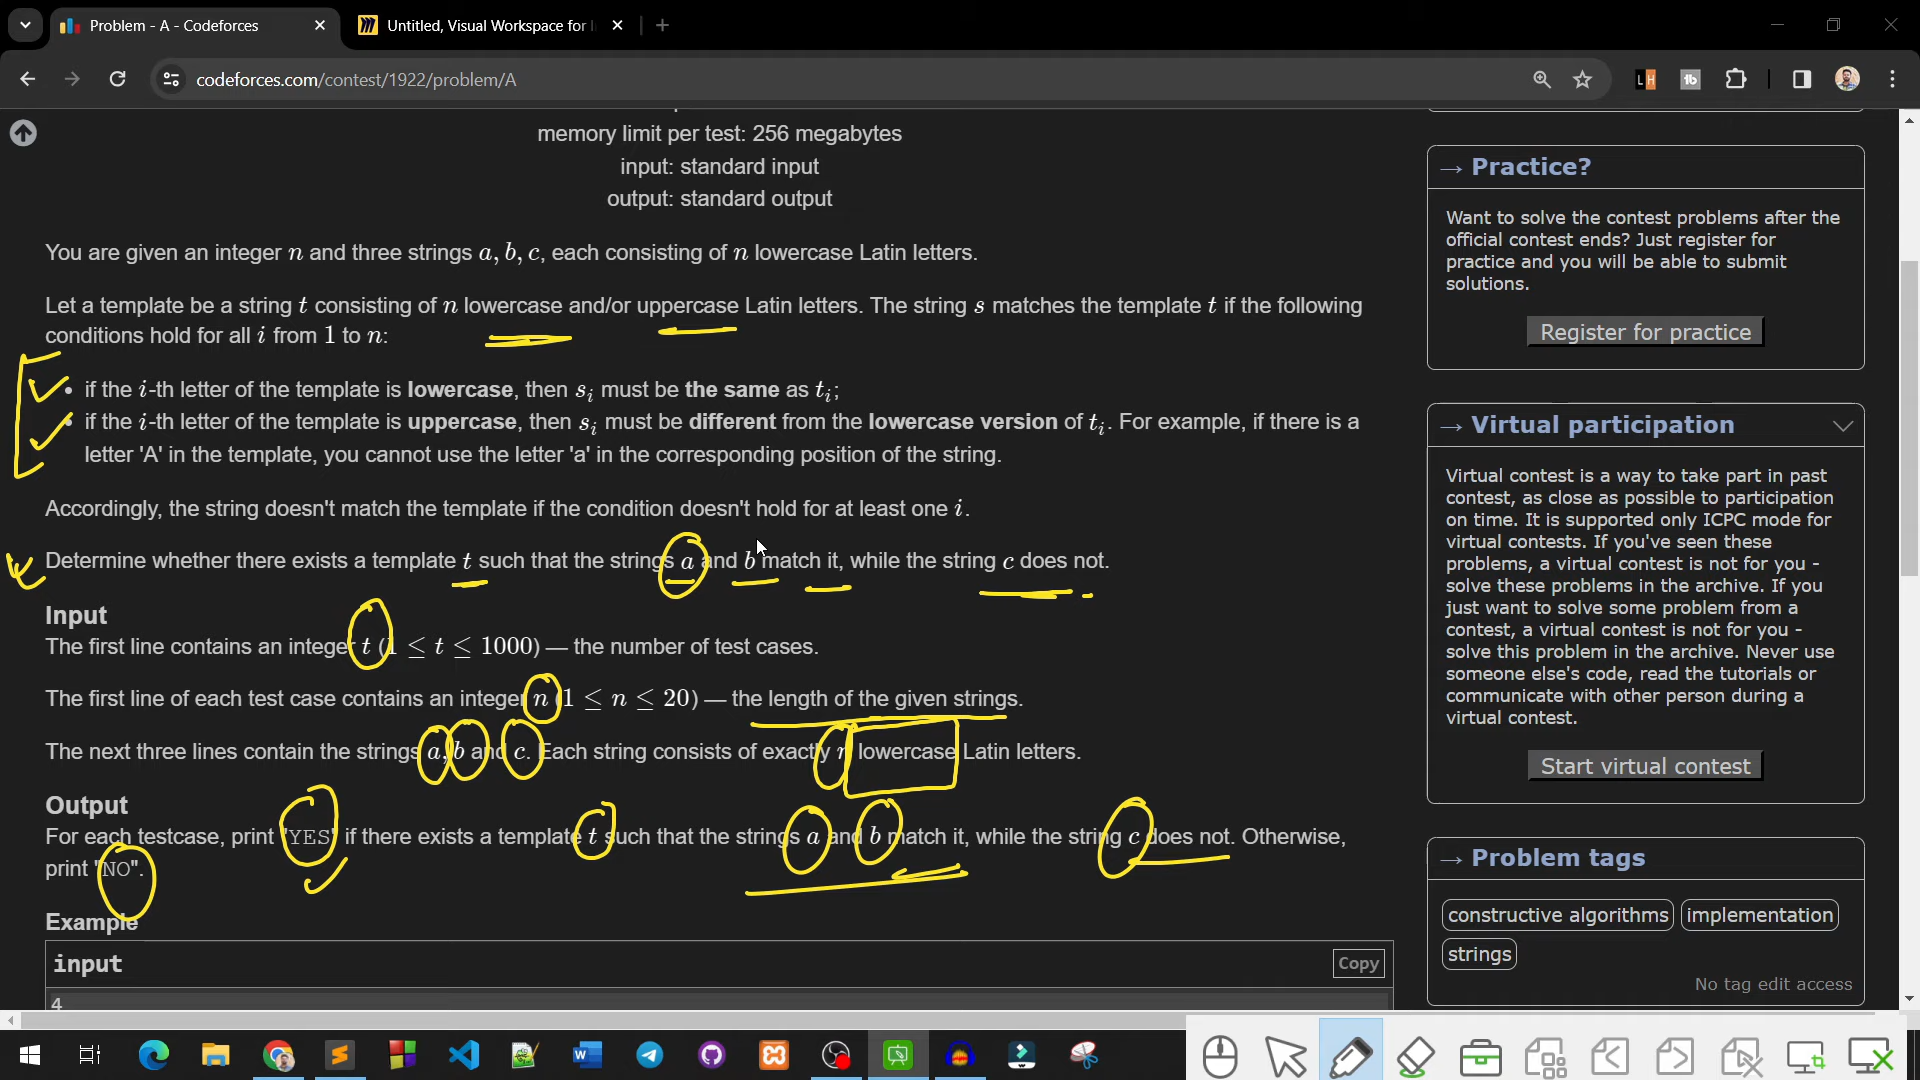 Problem - A - Codeforces
Untitled, Visual Workspace for I
codeforces.com/contest/1922/problem/A
memory limit per test: 256 megabytes
input: standard input
output: standard output
You are given an integer n and three strings a, b, c, each consisting of n lowercase Latin letters.
Let a template be a string t consisting of n lowercase and/or uppercase Latin letters. The string s matches the template t if the following
conditions hold for all i from 1 to n:
• if the i-th letter of the template is lowercase, then s_i must be the same as t_i;
• if the i-th letter of the template is uppercase, then s_i must be different from the lowercase version of t_i. For example, if there is a
letter 'A' in the template, you cannot use the letter 'a' in the corresponding position of the string.
Accordingly, the string doesn't match the template if the condition doesn't hold for at least one i.
Determine whether there exists a template t such that the strings a and b match it, while the string c does not.
Input
The first line contains an integer t (1 ≤ t ≤ 1000) — the number of test cases.
The first line of each test case contains an integer n (1 ≤ n ≤ 20) — the length of the given strings.
The next three lines contain the strings a, b and c. Each string consists of exactly n lowercase Latin letters.
Output
For each testcase, print "YES" if there exists a template t such that the strings a and b match it, while the string c does not. Otherwise,
print "NO".
Example
input
Copy
4
→ Practice?
Want to solve the contest problems after the
official contest ends? Just register for
practice and you will be able to submit
solutions.
Register for practice
→ Virtual participation
Virtual contest is a way to take part in past
contest, as close as possible to participation
on time. It is supported only ICPC mode for
virtual contests. If you've seen these
problems, a virtual contest is not for you -
solve these problems in the archive. If you
just want to solve some problem from a
contest, a virtual contest is not for you -
solve this problem in the archive. Never use
someone else's code, read the tutorials or
communicate with other person during a
virtual contest.
Start virtual contest
→ Problem tags
constructive algorithms implementation
strings
No tag edit access